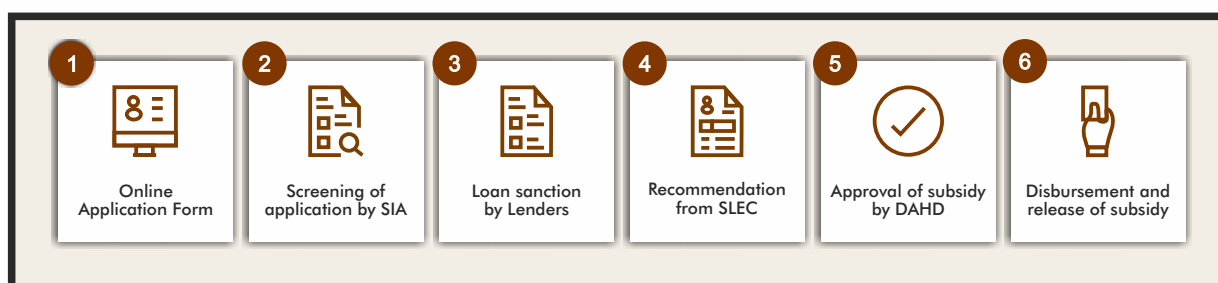 1
Online
Application Form
2
Screening of
application by SIA
3
Loan sanction
by Lenders
4
Recommendation
from SLEC
5
Approval of subsidy
by DAHD
6
Disbursement and
release of subsidy